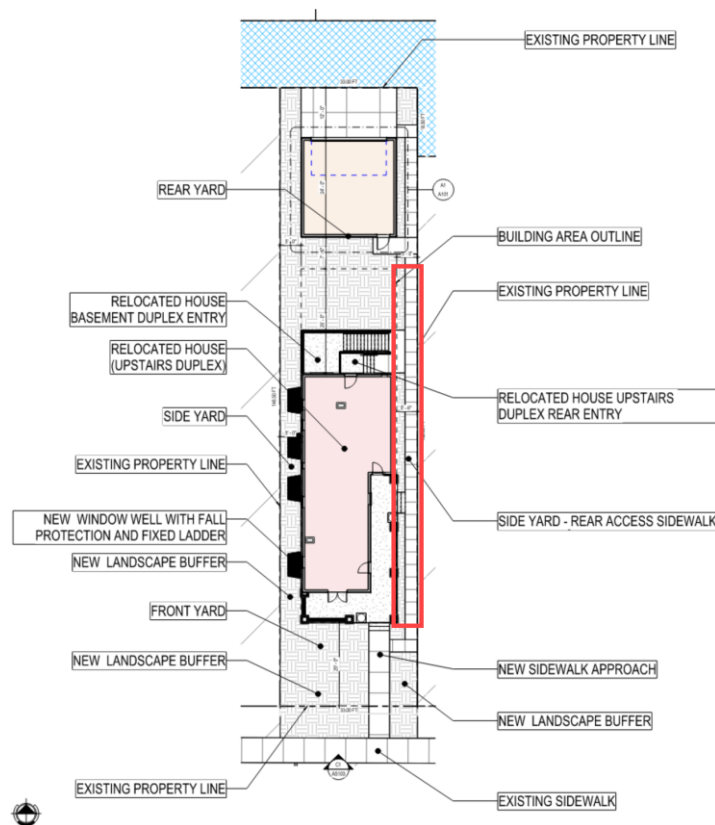 EXISTING PROPERTY LINE
REAR YARD
A1
A101
BUILDING AREA OUTLINE
EXISTING PROPERTY LINE
RELOCATED HOUSE
BASEMENT DUPLEX ENTRY
RELOCATED HOUSE
(UPSTAIRS DUPLEX)
RELOCATED HOUSE UPSTAIRS
DUPLEX REAR ENTRY
SIDE YARD
EXISTING PROPERTY LINE
NEW WINDOW WELL WITH FALL
PROTECTION AND FIXED LADDER
SIDE YARD - REAR ACCESS SIDEWALK
NEW LANDSCAPE BUFFER
FRONT YARD
NEW LANDSCAPE BUFFER
NEW SIDEWALK APPROACH
NEW LANDSCAPE BUFFER
EXISTING PROPERTY LINE
EXISTING SIDEWALK